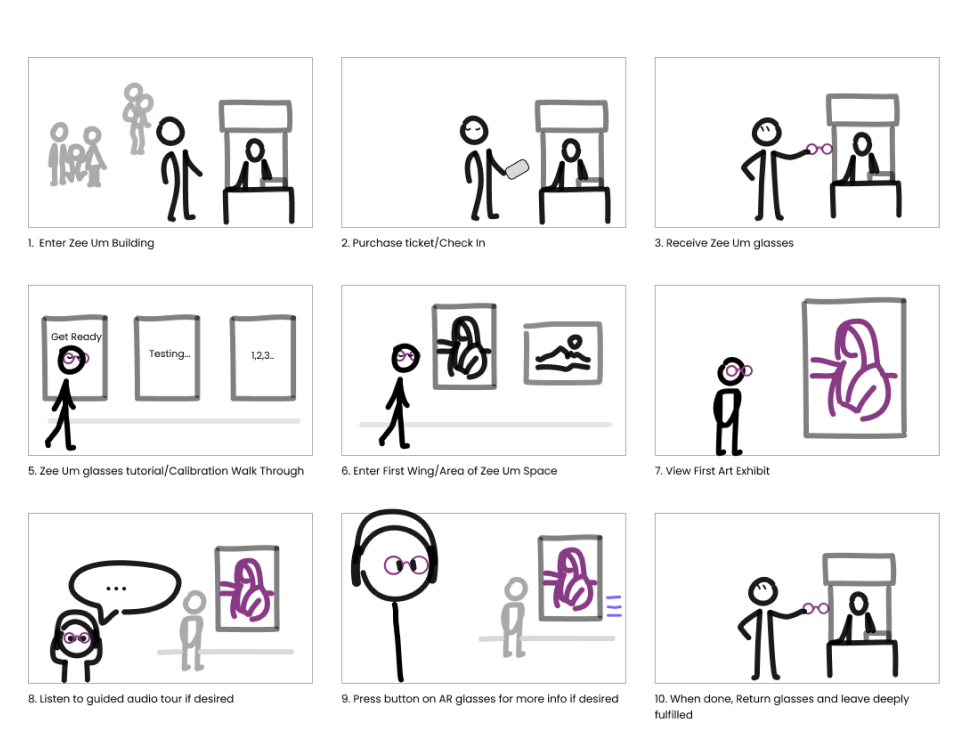 1. Enter Zee Um Building
2. Purchase ticket/Check In
3. Receive Zee Um glasses
Get Ready
Testing...
1,2,3..
5. Zee Um glasses tutorial/Calibration Walk Through
6. Enter First Wing/Area of Zee Um Space
7. View First Art Exhibit
...
8. Listen to guided audio tour if desired
9. Press button on AR glasses for more info if desired
10. When done, Return glasses and leave deeply
fulfilled